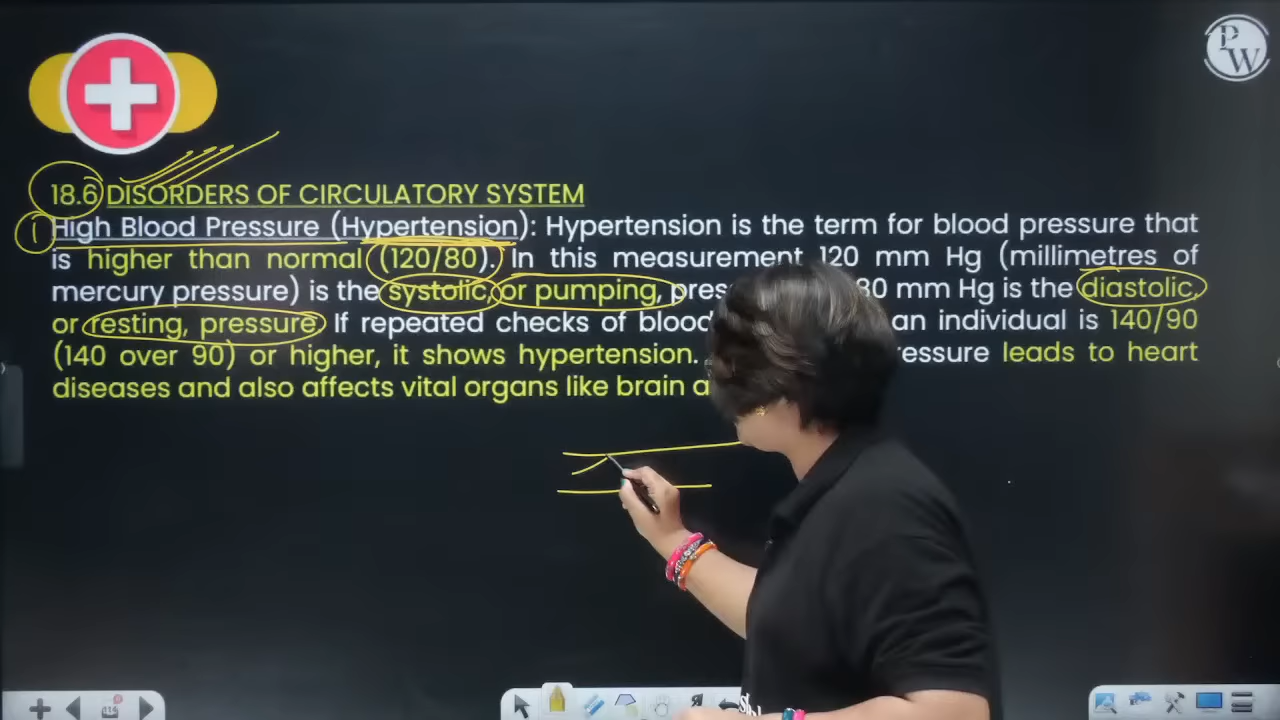 PW
18.6 DISORDERS OF CIRCULATORY SYSTEM
1 High Blood Pressure (Hypertension): Hypertension is the term for blood pressure that
is higher than normal (120/80). In this measurement 120 mm Hg (millimetres of
mercury pressure) is the systolic, or pumping, pres 80 mm Hg is the diastolic,
or resting, pressure. If repeated checks of blood an individual is 140/90
(140 over 90) or higher, it shows hypertension. ressure leads to heart
diseases and also affects vital organs like brain a